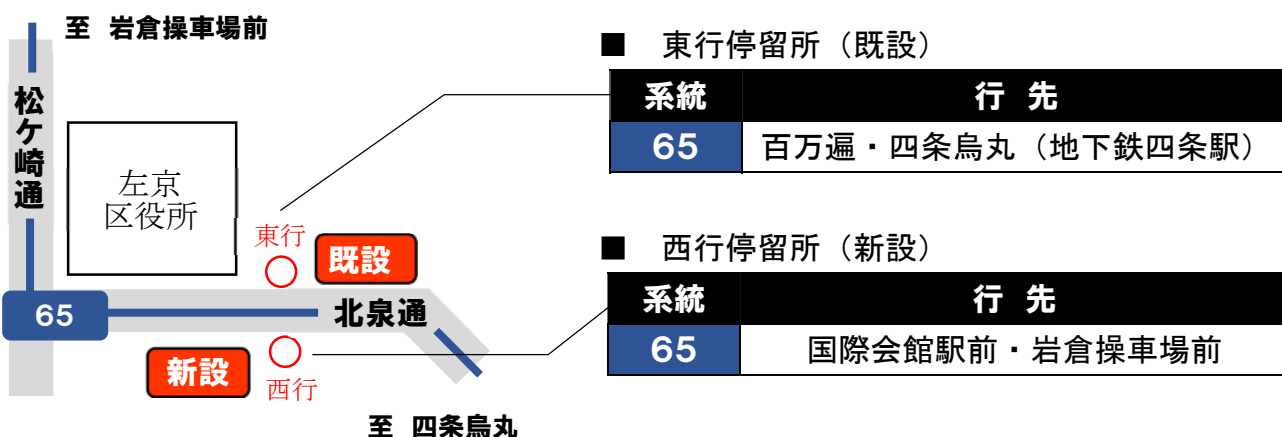 至 岩倉操車場前
松ケ崎通
左京
区役所
東行
既設
65
北泉通
新設
西行
至 四条烏丸
■ 東行停留所（既設）
系統 行 先
65 百万遍・四条烏丸（地下鉄四条駅）
■ 西行停留所（新設）
系統 行 先
65 国際会館駅前・岩倉操車場前